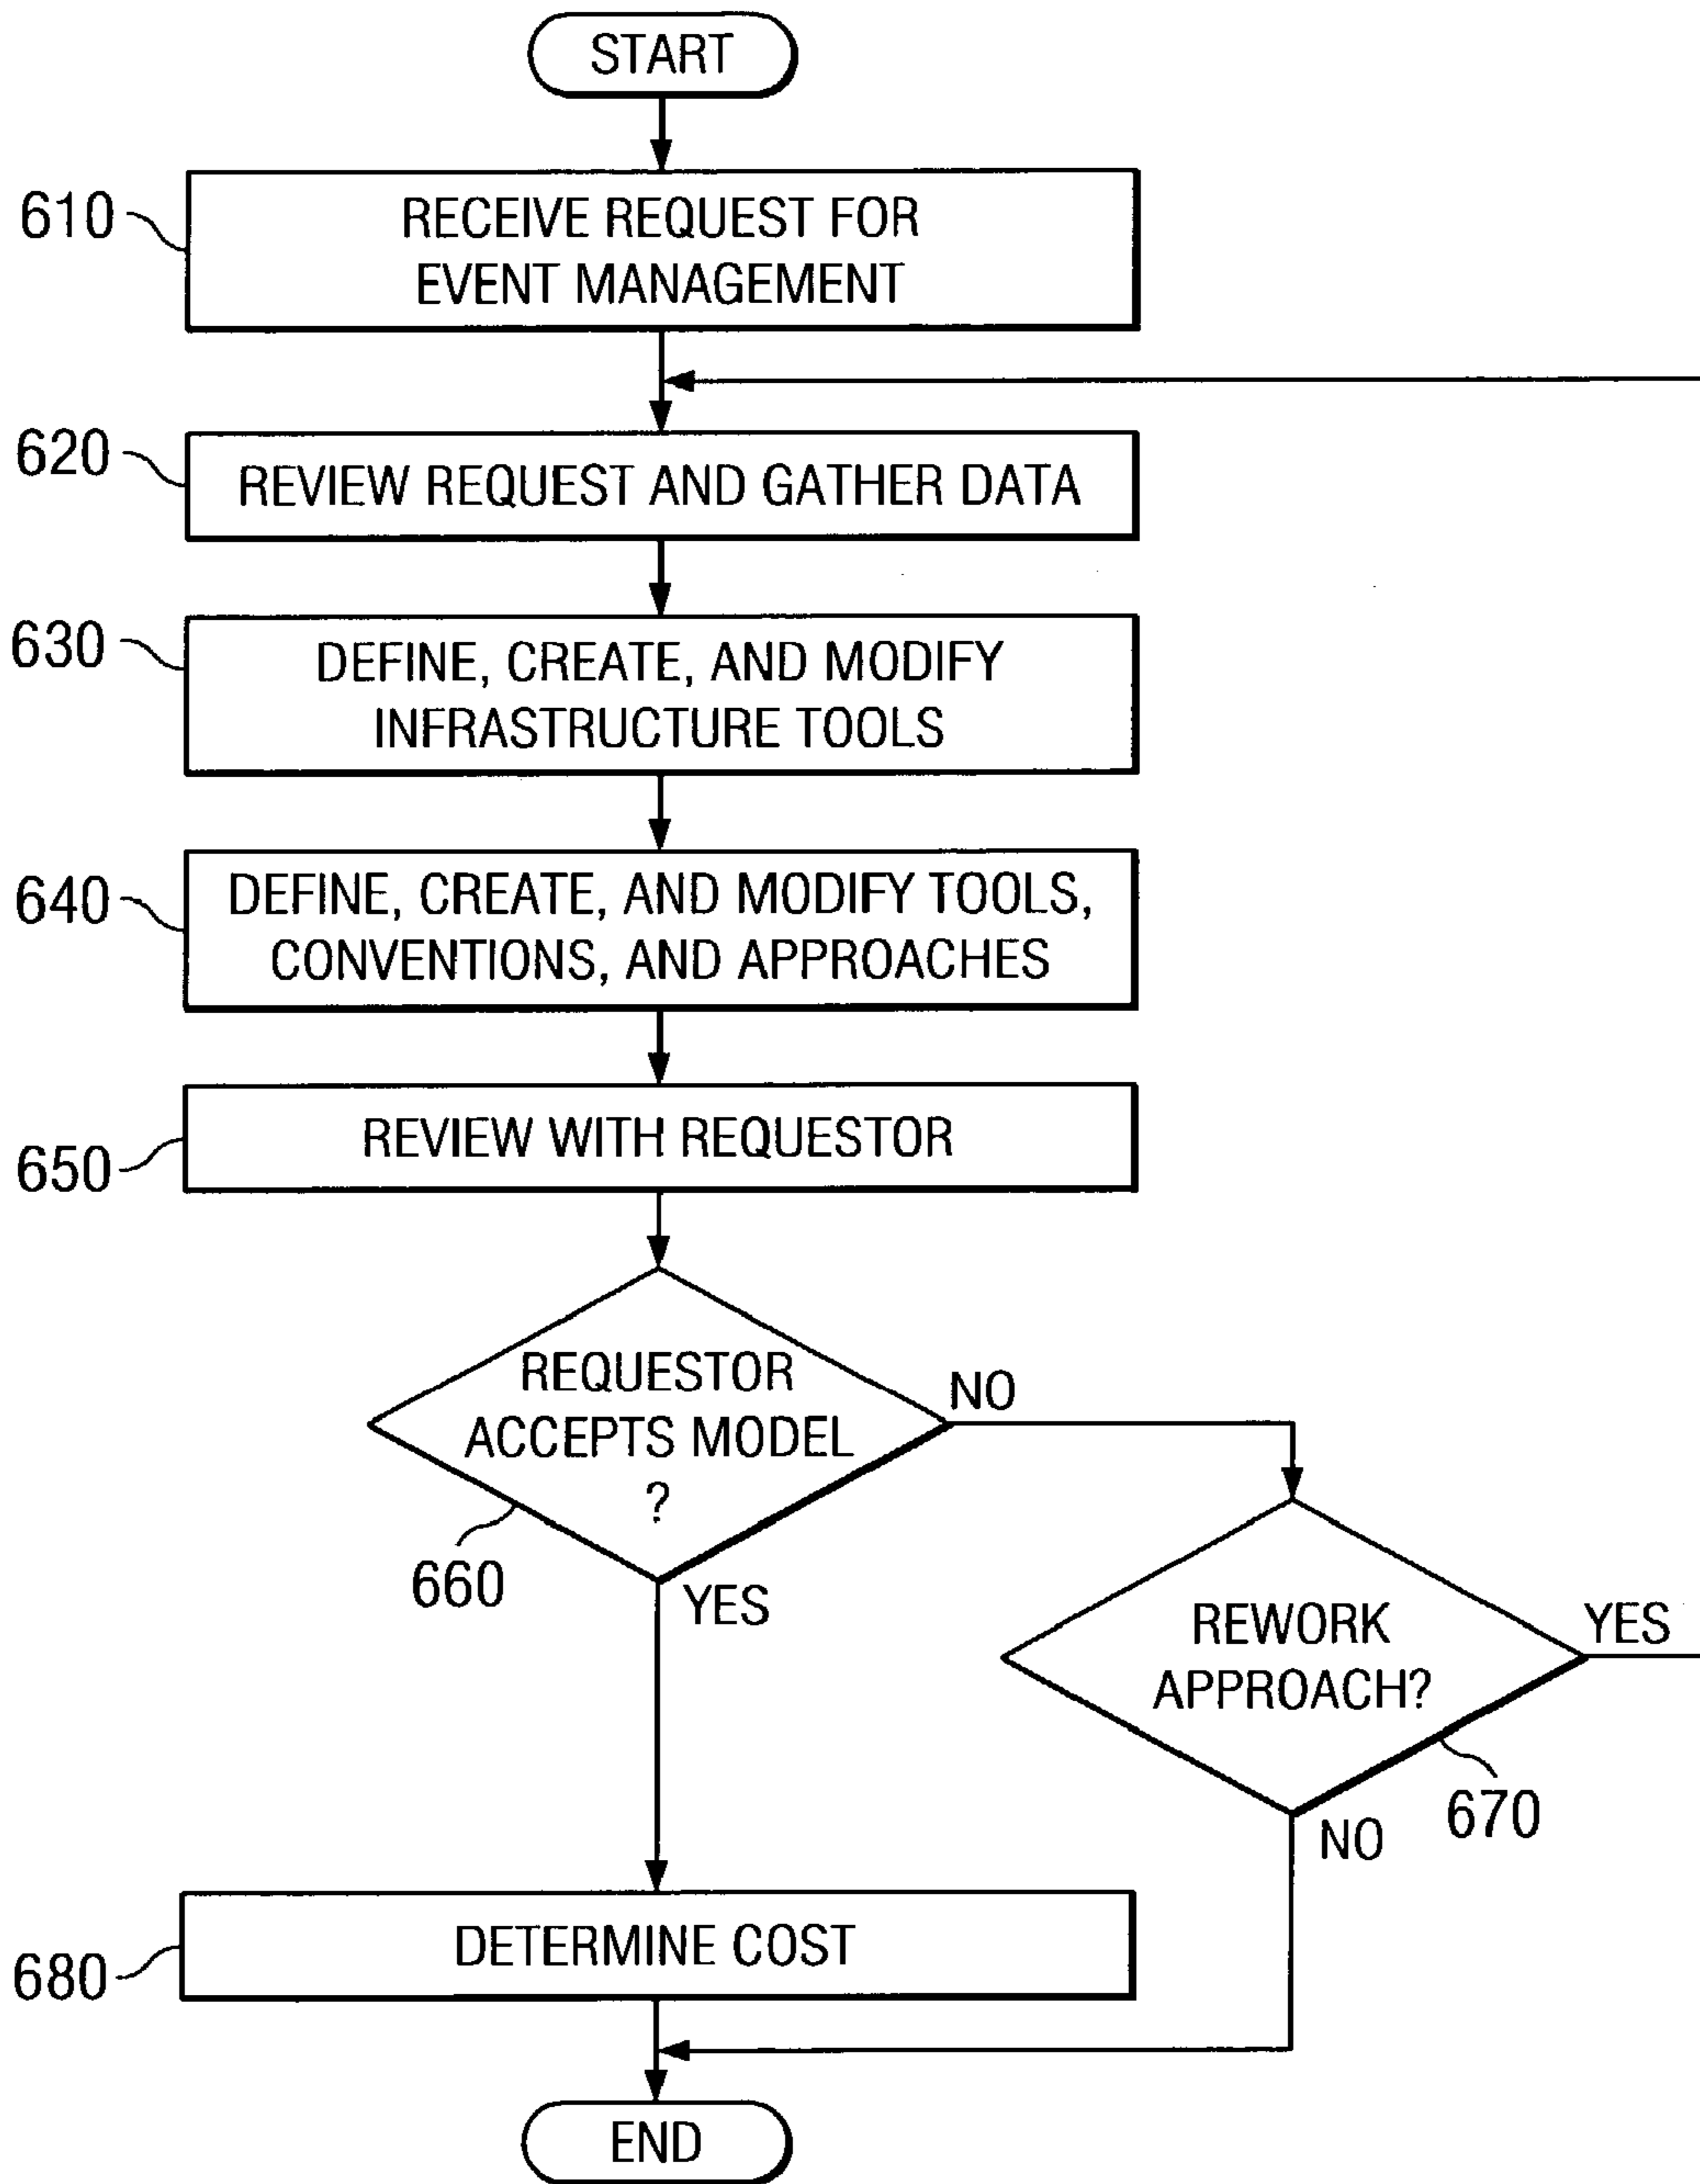 START
610
RECEIVE REQUEST FOR
EVENT MANAGEMENT
620
REVIEW REQUEST AND GATHER DATA
630
DEFINE, CREATE, AND MODIFY
INFRASTRUCTURE TOOLS
640
DEFINE, CREATE, AND MODIFY TOOLS,
CONVENTIONS, AND APPROACHES
650
REVIEW WITH REQUESTOR
REQUESTOR
ACCEPTS MODEL
?
NO
660
YES
REWORK
APPROACH?
YES
670
NO
680
DETERMINE COST
END